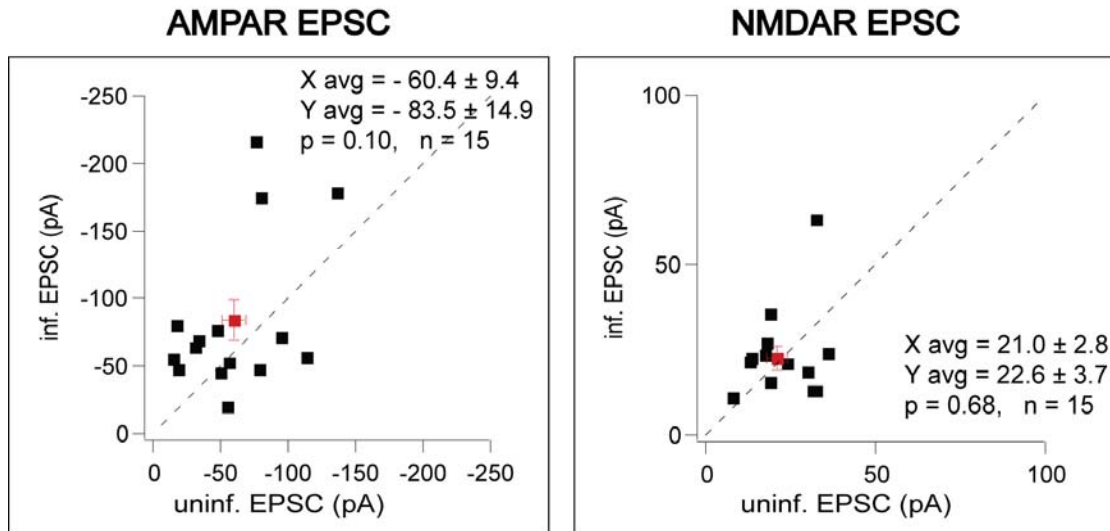 AMPAR EPSC
X avg = - 60.4 ± 9.4
Y avg = - 83.5 ± 14.9
p = 0.10, n = 15
-250
-200
-150
-100
-50
0
inf. EPSC (pA)
0 -50 -100 -150 -200 -250
uninf. EPSC (pA)
NMDAR EPSC
100
50
0
inf. EPSC (pA)
X avg = 21.0 ± 2.8
Y avg = 22.6 ± 3.7
p = 0.68, n = 15
0 50 100
uninf. EPSC (pA)